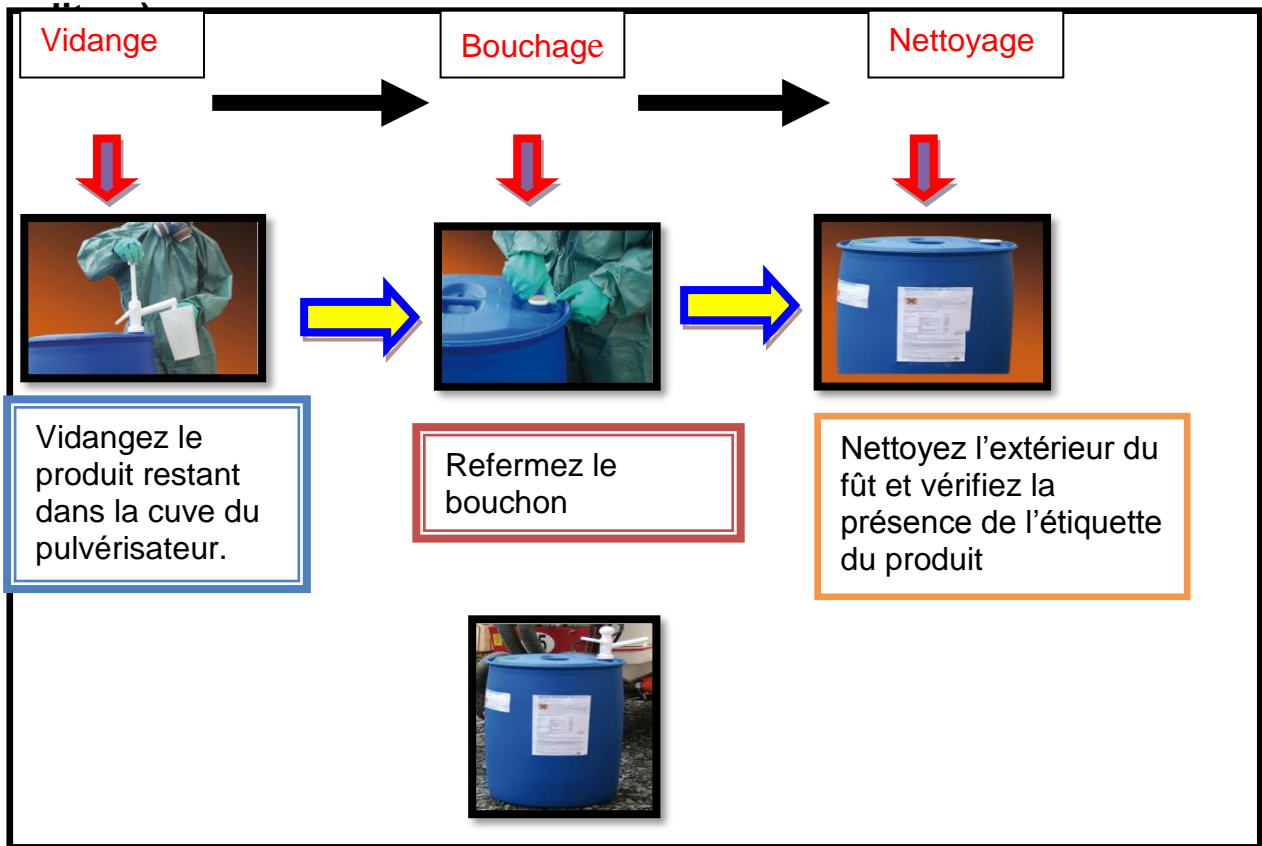 Vidange
Bouchage
Nettoyage
Vidangez le
produit restant
dans la cuve du
pulvérisateur.
Refermez le
bouchon
Nettoyez l’extérieur du
fût et vérifiez la
présence de l’étiquette
du produit
5